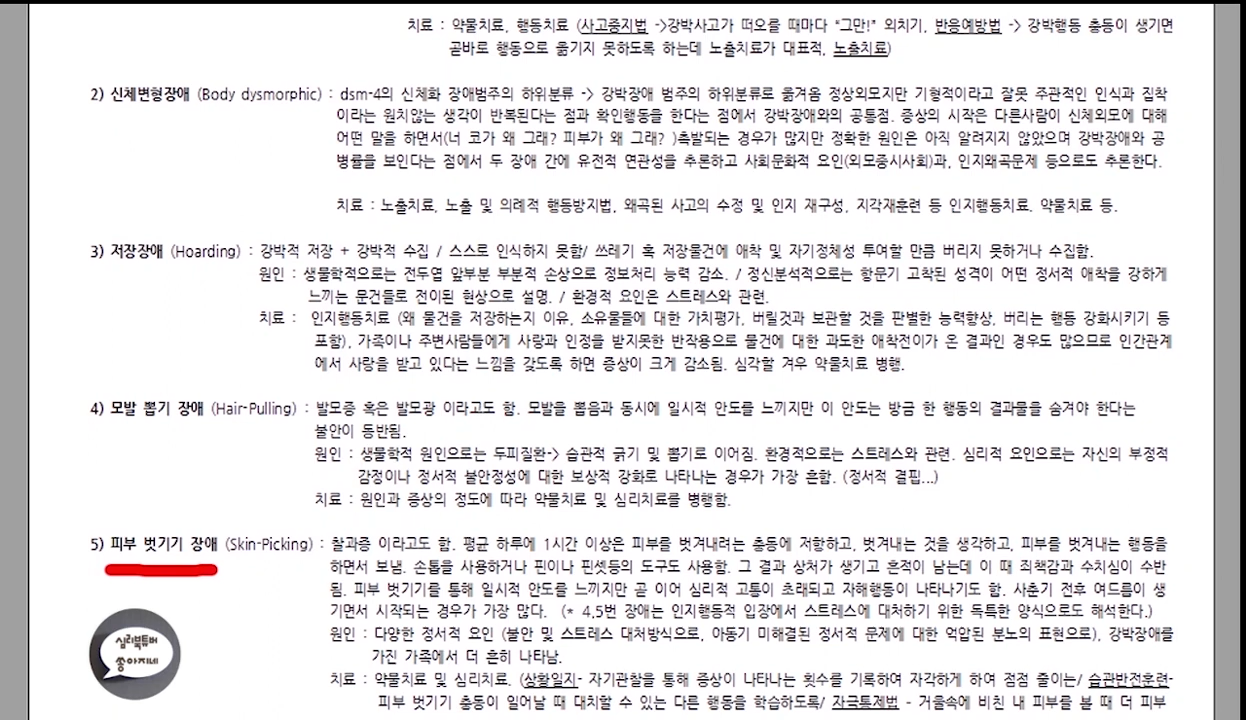 치료 : 약물치료, 행동치료 (사고중지법 ->강박사고가 떠오를 때마다 "그만!" 외치기, 반응예방법 -> 강박행동 충동이 생기면
곧바로 행동으로 옮기지 못하도록 하는데 노출치료가 대표적, 노출치료)
2) 신체변형장애 (Body dysmorphic) : dsm-4의 신체화 장애범주의 하위분류 -> 강박장애 범주의 하위분류로 옮겨옴 정상외모지만 기형적이라고 잘못 주관적인 인식과 집착
이라는 원치않는 생각이 반복된다는 점과 확인행동을 한다는 점에서 강박장애와의 공통점. 증상의 시작은 다른사람이 신체외모에 대해
어떤 말을 하면서(너 코가 왜 그래? 피부가 왜 그래? )촉발되는 경우가 많지만 정확한 원인은 아직 알려지지 않았으며 강박장애와 공
병률을 보인다는 점에서 두 장애 간에 유전적 연관성을 추론하고 사회문화적 요인(외모중시사회)과, 인지왜곡문제 등으로도 추론한다.
치료 : 노출치료, 노출 및 의례적 행동방지법, 왜곡된 사고의 수정 및 인지 재구성, 지각재훈련 등 인지행동치료. 약물치료 등.
3) 저장장애 (Hoarding) : 강박적 저장 + 강박적 수집 / 스스로 인식하지 못함/ 쓰레기 혹 저장물건에 애착 및 자기정체성 투여할 만큼 버리지 못하거나 수집함.
원인 : 생물학적으로는 전두엽 앞부분 부분적 손상으로 정보처리 능력 감소. / 정신분석적으로는 항문기 고착된 성격이 어떤 정서적 애착을 강하게
느끼는 문건들로 전이된 현상으로 설명. / 환경적 요인은 스트레스와 관련.
치료 : 인지행동치료 (왜 물건을 저장하는지 이유, 소유물들에 대한 가치평가, 버릴것과 보관할 것을 판별한 능력향상, 버리는 행동 강화시키기 등
포함), 가족이나 주변사람들에게 사랑과 인정을 받지못한 반작용으로 물건에 대한 과도한 애착전이가 온 결과인 경우도 많으므로 인간관계
에서 사랑을 받고 있다는 느낌을 갖도록 하면 증상이 크게 감소됨. 심각할 겨우 약물치료 병행.
4) 모발 뽑기 장애 (Hair-Pulling) : 발모증 혹은 발모광 이라고도 함. 모발을 뽑음과 동시에 일시적 안도를 느끼지만 이 안도는 방금 한 행동의 결과물을 숨겨야 한다는
불안이 동반됨.
원인 : 생물학적 원인으로는 두피질환-> 습관적 긁기 및 뽑기로 이어짐. 환경적으로는 스트레스와 관련. 심리적 요인으로는 자신의 부정적
감정이나 정서적 불안정성에 대한 보상적 강화로 나타나는 경우가 가장 흔함. (정서적 결핍...)
치료 : 원인과 증상의 정도에 따라 약물치료 및 심리치료를 병행함.
5) 피부 벗기기 장애 (Skin-Picking) : 찰과증 이라고도 함. 평균 하루에 1시간 이상은 피부를 벗겨내려는 충동에 저항하고, 벗겨내는 것을 생각하고, 피부를 벗겨내는 행동을
하면서 보냄. 손톱을 사용하거나 핀이나 핀셋등의 도구도 사용함. 그 결과 상처가 생기고 흔적이 남는데 이 때 죄책감과 수치심이 수반
됨. 피부 벗기기를 통해 일시적 안도를 느끼지만 곧 이어 심리적 고통이 초래되고 자해행동이 나타나기도 함. 사춘기 전후 여드름이 생
기면서 시작되는 경우가 가장 많다. (* 4,5번 장애는 인지행동적 입장에서 스트레스에 대처하기 위한 독특한 양식으로도 해석한다.)
원인 : 다양한 정서적 요인 (불안 및 스트레스 대처방식으로, 아동기 미해결된 정서적 문제에 대한 억압된 분노의 표현으로), 강박장애를
가진 가족에서 더 흔히 나타남.
치료 : 약물치료 및 심리치료. (상황일지- 자기관찰을 통해 증상이 나타나는 횟수를 기록하여 자각하게 하여 점점 줄이는/ 습관반전훈련-
피부 벗기기 충동이 일어날 때 대치할 수 있는 다른 행동을 학습하도록/ 자극통제법 - 거울속에 비친 내 피부를 볼 때 더 피부
심리북튜버
쏭아지네